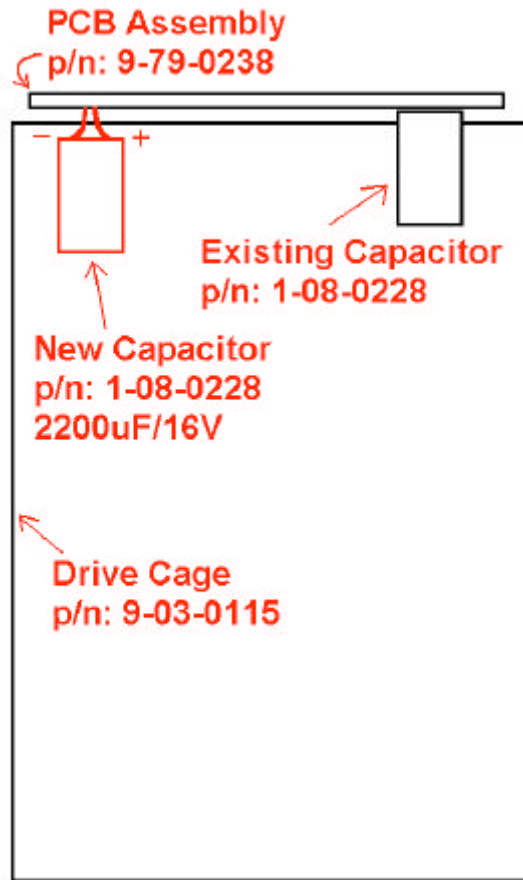 PCB Assembly
p/n: 9-79-0238
− +
Existing Capacitor
p/n: 1-08-0228
New Capacitor
p/n: 1-08-0228
2200uF/16V
Drive Cage
p/n: 9-03-0115